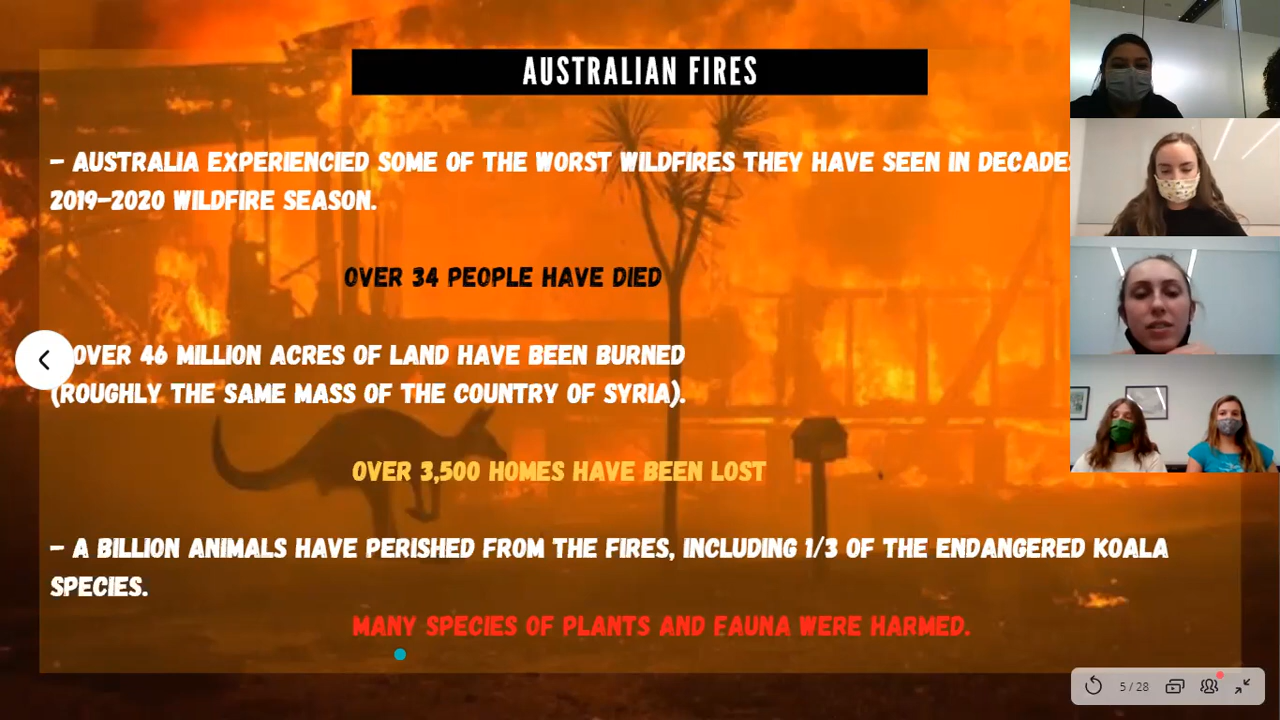 AUSTRALIAN FIRES
- AUSTRALIA EXPERIENCIED SOME OF THE WORST WILDFIRES THEY HAVE SEEN IN
2019-2020 WILDFIRE SEASON.
OVER 34 PEOPLE HAVE DIED
OVER 46 MILLION ACRES OF LAND HAVE BEEN BURNED
(ROUGHLY THE SAME MASS OF THE COUNTRY OF SYRIA).
OVER 3,500 HOMES HAVE BEEN LOST
- A BILLION ANIMALS HAVE PERISHED FROM THE FIRES, INCLUDING 1/3 OF THE ENDANGERED KOALA
SPECIES.
MANY SPECIES OF PLANTS AND FAUNA WERE HARMED.
5 / 28